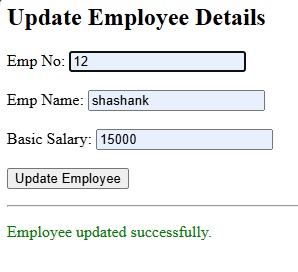 Update Employee Details
Emp No: 12
Emp Name: shashank
Basic Salary: 15000
Update Employee
Employee updated successfully.